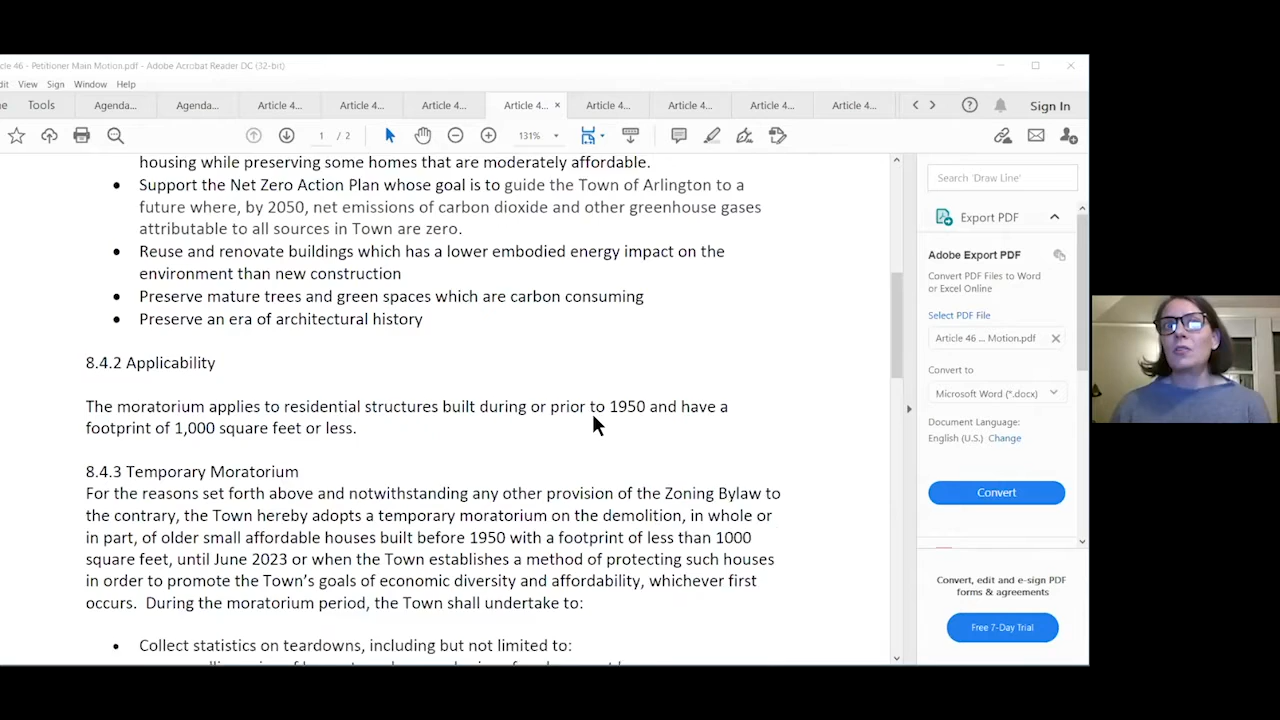 cle 46 - Petitioner Main Motion.pdf - Adobe Acrobat Reader DC (32-bit)
dit View Sign Window Help
ne Tools Agenda... Agenda... Article 4... Article 4... Article 4... Article 4... × Article 4... Article 4... Article 4... Article 4... Sign In
1 / 2 131%
housing while preserving some homes that are moderately affordable.
• Support the Net Zero Action Plan whose goal is to guide the Town of Arlington to a
future where, by 2050, net emissions of carbon dioxide and other greenhouse gases
attributable to all sources in Town are zero.
• Reuse and renovate buildings which has a lower embodied energy impact on the
environment than new construction
• Preserve mature trees and green spaces which are carbon consuming
• Preserve an era of architectural history
8.4.2 Applicability
The moratorium applies to residential structures built during or prior to 1950 and have a
footprint of 1,000 square feet or less.
8.4.3 Temporary Moratorium
For the reasons set forth above and notwithstanding any other provision of the Zoning Bylaw to
the contrary, the Town hereby adopts a temporary moratorium on the demolition, in whole or
in part, of older small affordable houses built before 1950 with a footprint of less than 1000
square feet, until June 2023 or when the Town establishes a method of protecting such houses
in order to promote the Town's goals of economic diversity and affordability, whichever first
occurs. During the moratorium period, the Town shall undertake to:
• Collect statistics on teardowns, including but not limited to:
Search 'Draw Line'
Export PDF
Adobe Export PDF
Convert PDF Files to Word
or Excel Online
Select PDF File
Article 46 ... Motion.pdf
Convert to
Microsoft Word (*.docx)
Document Language:
English (U.S.) Change
Convert
Convert, edit and e-sign PDF
forms & agreements
Free 7-Day Trial